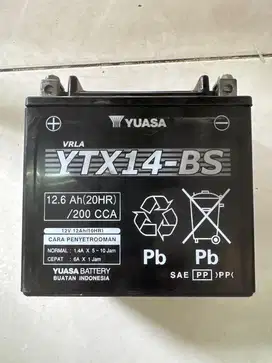 YUASA
VRLA
YTX14-BS
12.6 Ah(20HR)
/200 CCA
12V 12Ah(10HR)
CARA PENYETROOMAN
NORMAL : 1.4A X 5 - 10 Jam
CEPAT : 6A X 1 Jam
YUASA BATTERY
BUATAN INDONESIA
Pb Pb
SAE PP >PP<